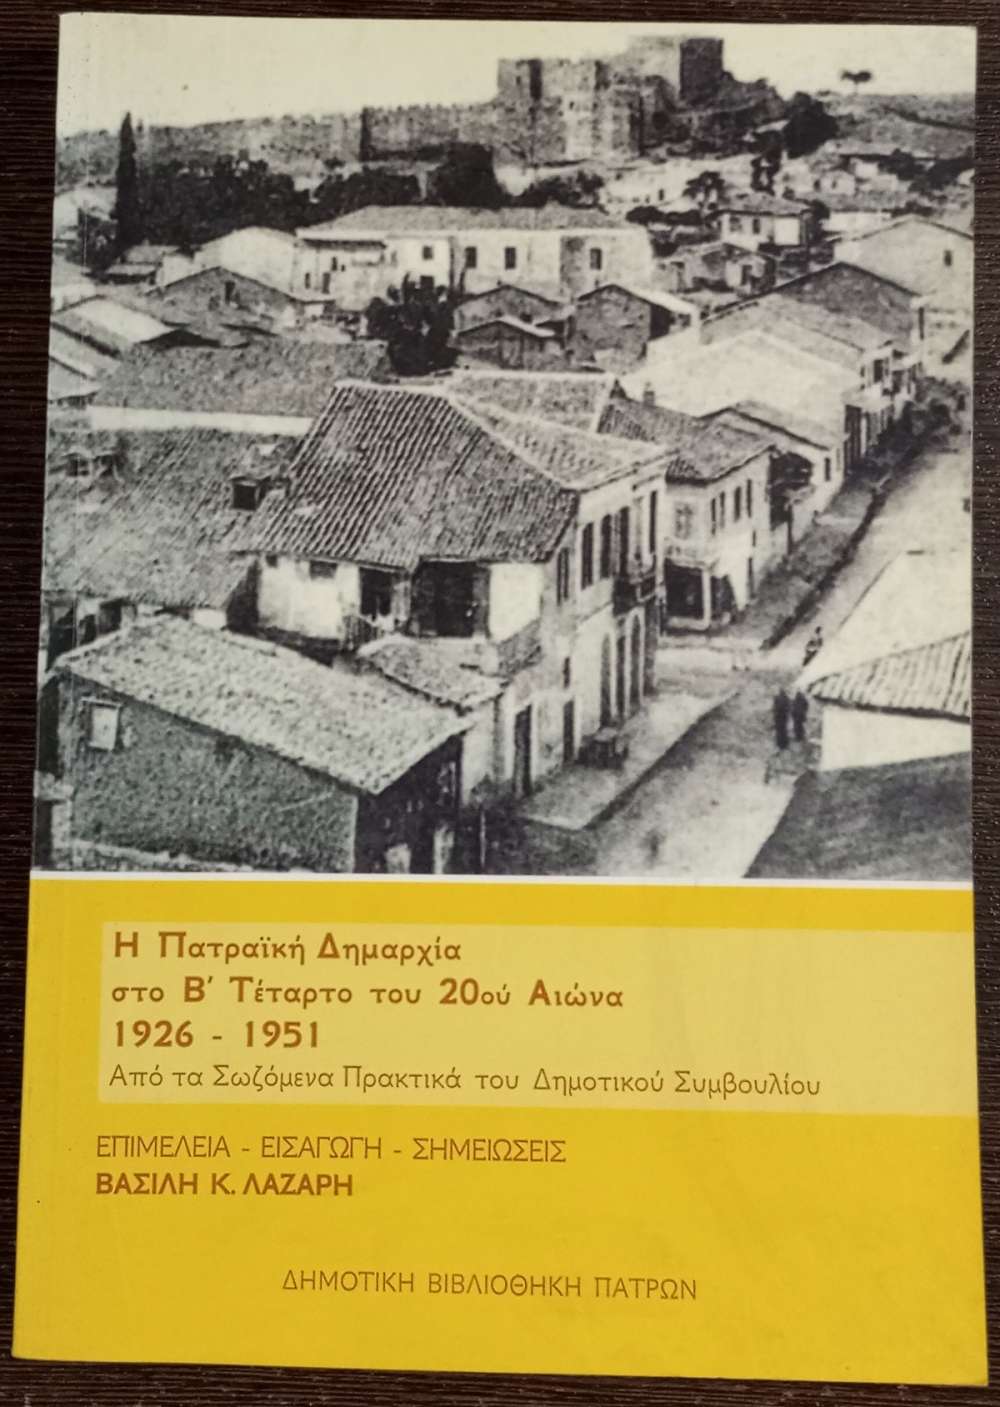 Η Πατραϊκή Δημαρχία
στο Β' Τέταρτο του 20ού Αιώνα
1926 - 1951
Από τα Σωζόμενα Πρακτικά του Δημοτικού Συμβουλίου
ΕΠΙΜΕΛΕΙΑ - ΕΙΣΑΓΩΓΗ - ΣΗΜΕΙΩΣΕΙΣ
ΒΑΣΙΛΗ Κ. ΛΑΖΑΡΗ
ΔΗΜΟΤΙΚΗ ΒΙΒΛΙΟΘΗΚΗ ΠΑΤΡΩΝ